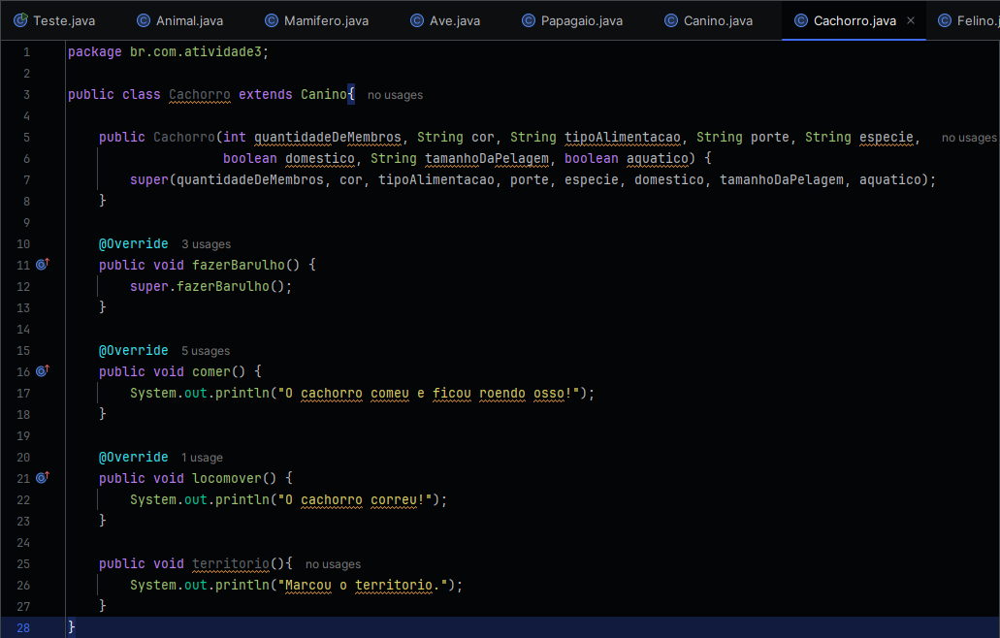 Teste.java Animal.java Mamifero.java Ave.java Papagaio.java Canino.java Cachorro.java × Felino.j
1 package br.com.atividade3;
2
3 public class Cachorro extends Canino{ no usages
4
5 public Cachorro(int quantidadeDeMembros, String cor, String tipoAlimentacao, String porte, String especie, no usages
6 boolean domestico, String tamanhoDaPelagem, boolean aquatico) {
7 super(quantidadeDeMembros, cor, tipoAlimentacao, porte, especie, domestico, tamanhoDaPelagem, aquatico);
8 }
9
10 @Override 3 usages
11 public void fazerBarulho() {
12 super.fazerBarulho();
13 }
14
15 @Override 5 usages
16 public void comer() {
17 System.out.println("O cachorro comeu e ficou roendo osso!");
18 }
19
20 @Override 1 usage
21 public void locomover() {
22 System.out.println("O cachorro correu!");
23 }
24
25 public void territorio(){ no usages
26 System.out.println("Marcou o territorio.");
27 }
28 }